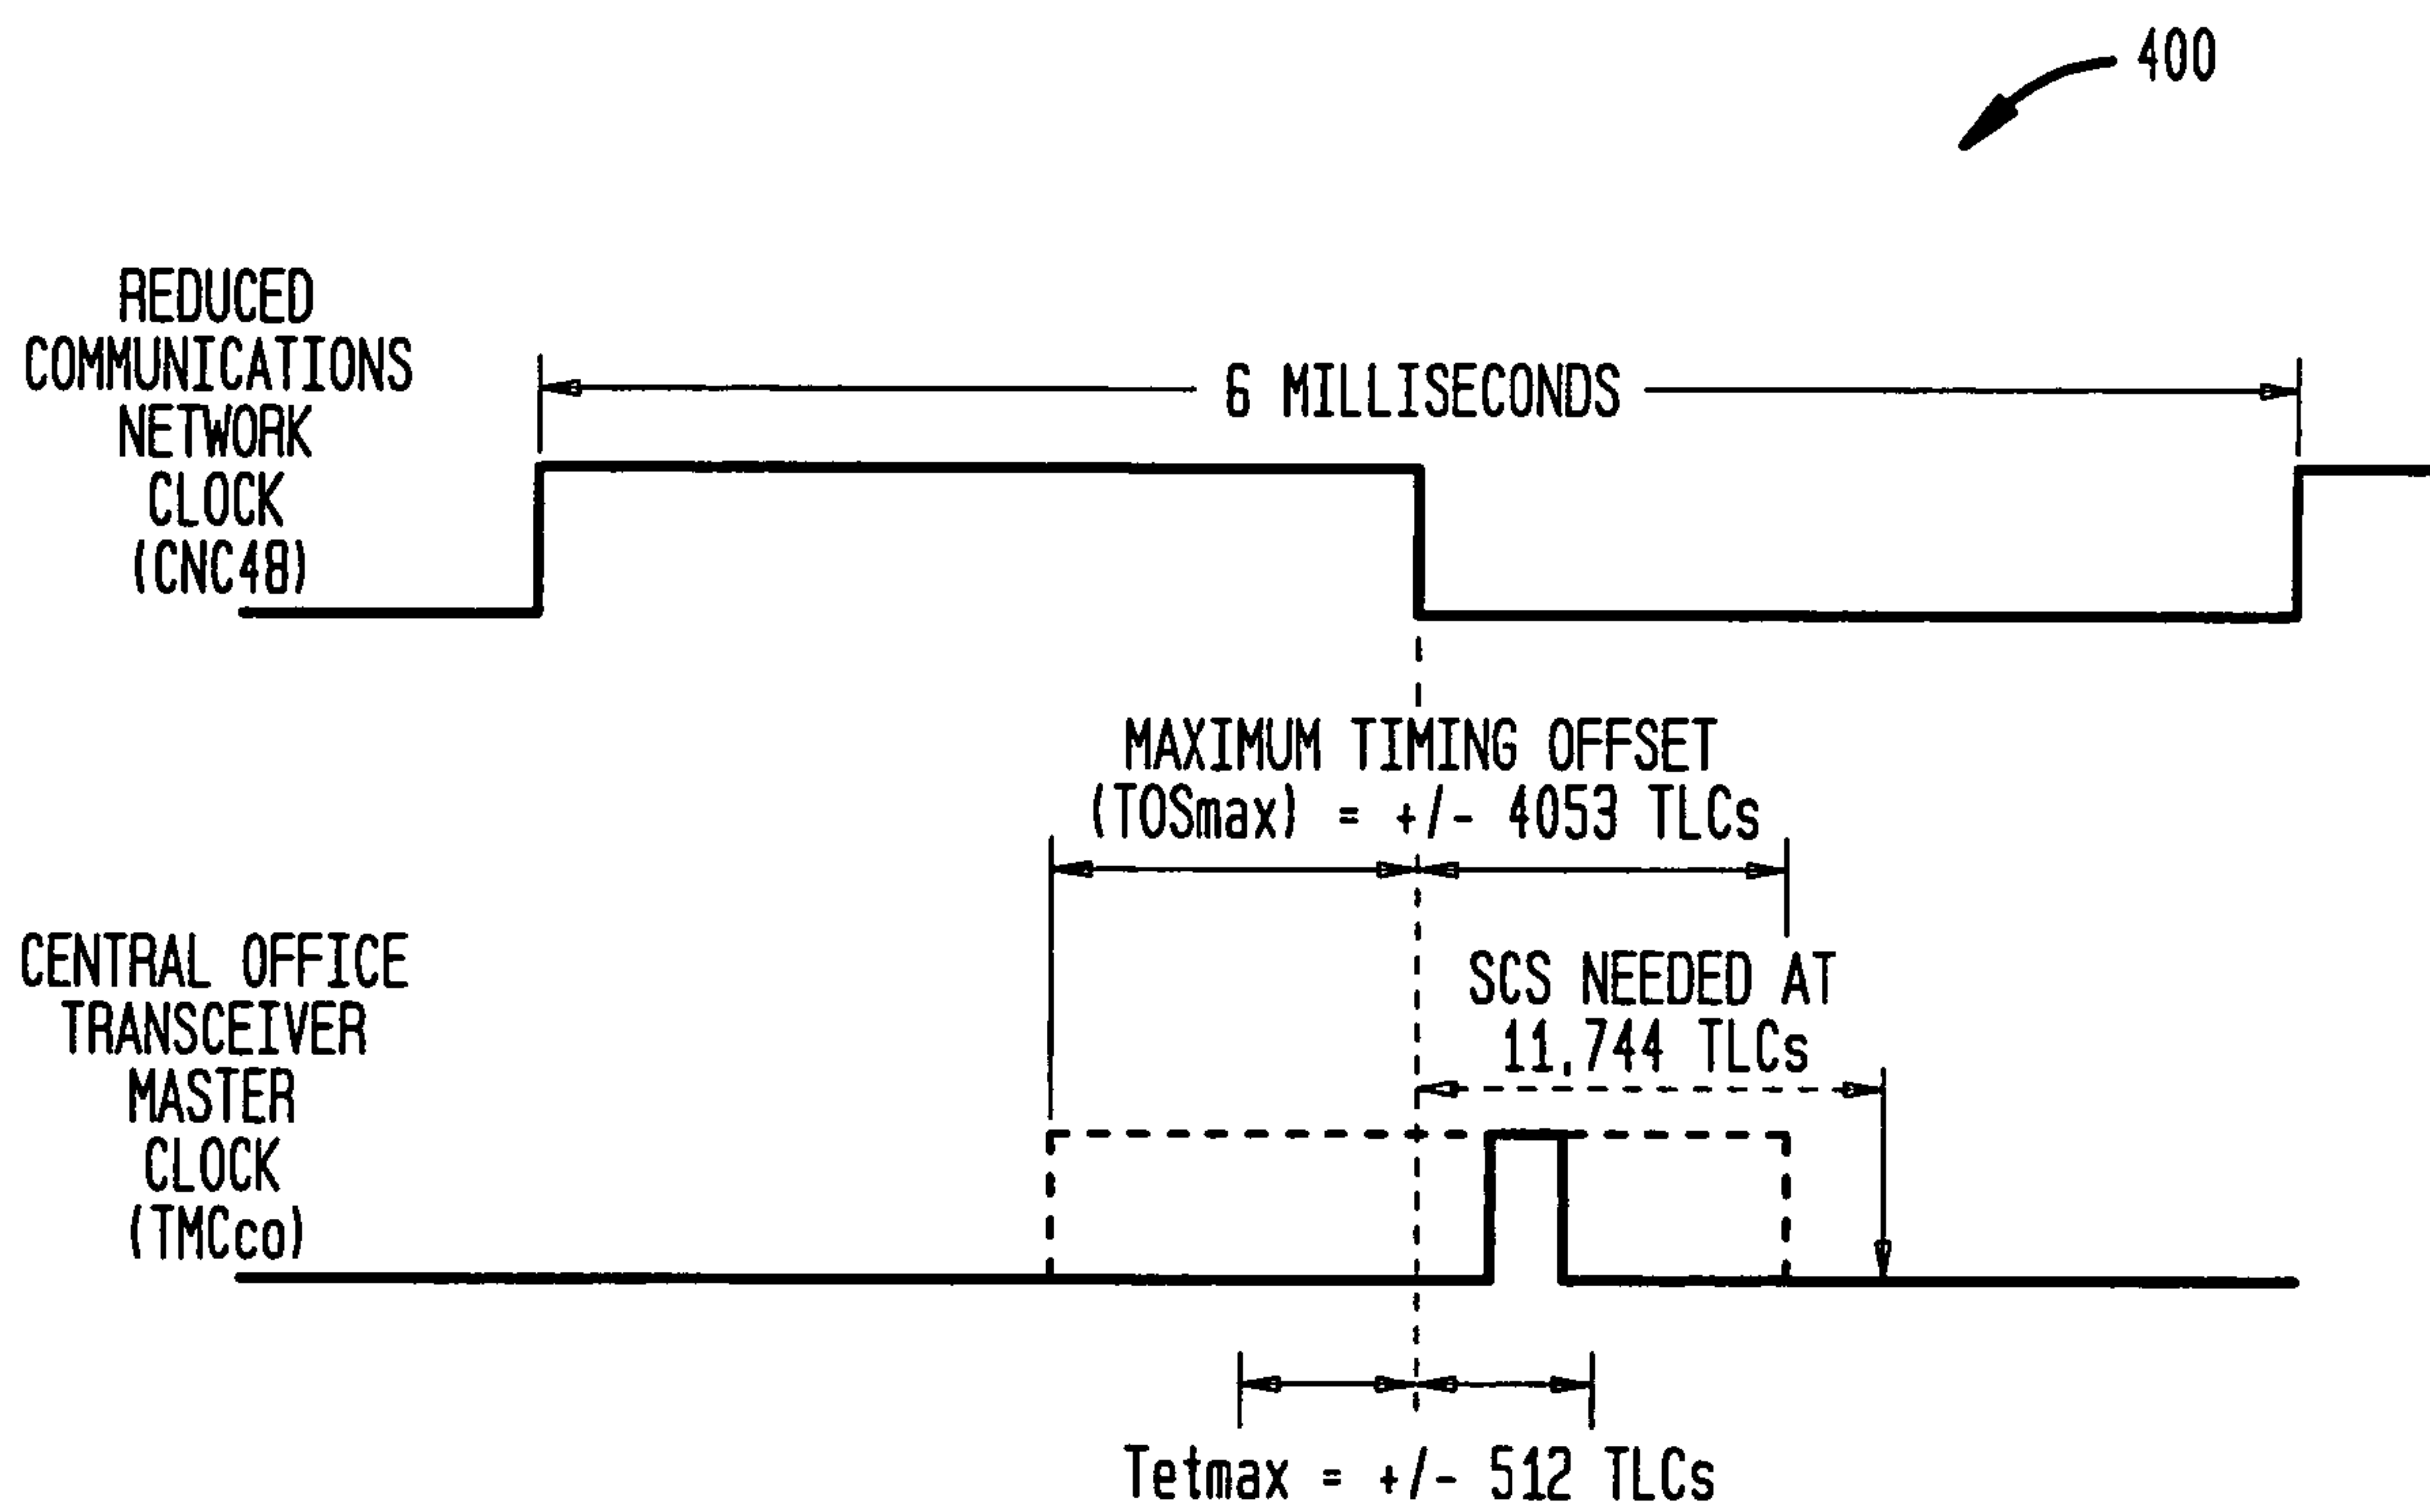 400
REDUCED
COMMUNICATIONS
NETWORK
CLOCK
(CNC48)
6 MILLISECONDS
MAXIMUM TIMING OFFSET
(TOSmax) = +/- 4053 TLCs
CENTRAL OFFICE
TRANSCEIVER
MASTER
CLOCK
(TMCco)
SCS NEEDED AT
11,744 TLCs
Tetmax = +/- 512 TLCs